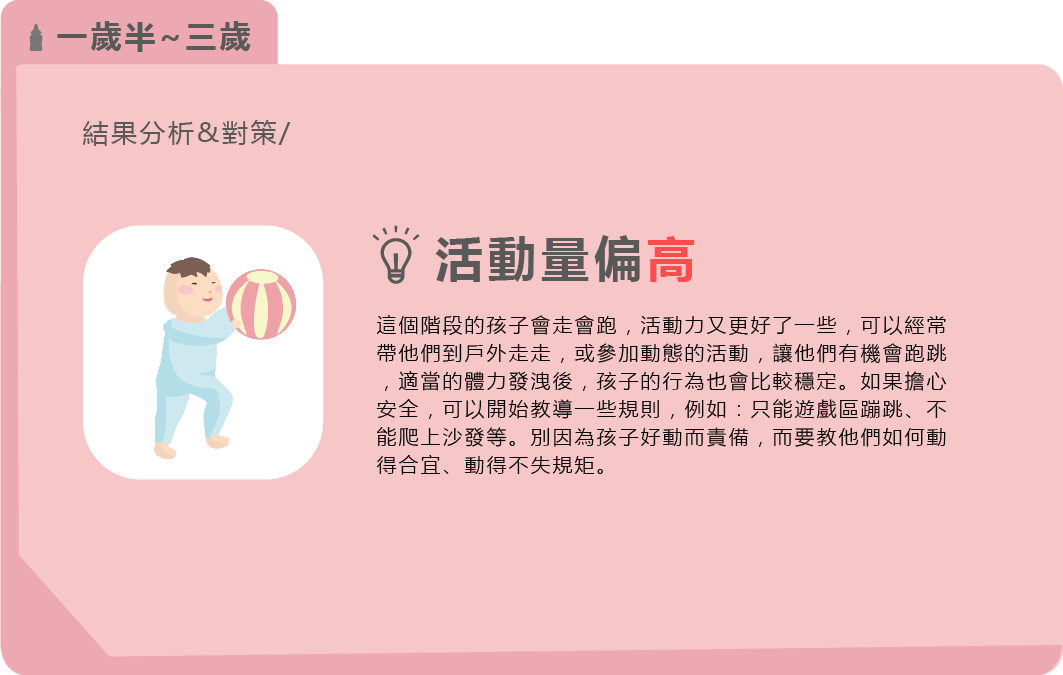 一歲半~三歲
結果分析&對策/
活動量偏高
這個階段的孩子會走會跑，活動力又更好了一些，可以經常
帶他們到戶外走走，或參加動態的活動，讓他們有機會跑跳
，適當的體力發洩後，孩子的行為也會比較穩定。如果擔心
安全，可以開始教導一些規則，例如：只能遊戲區蹦跳、不
能爬上沙發等。別因為孩子好動而責備，而要教他們如何動
得合宜、動得不失規矩。